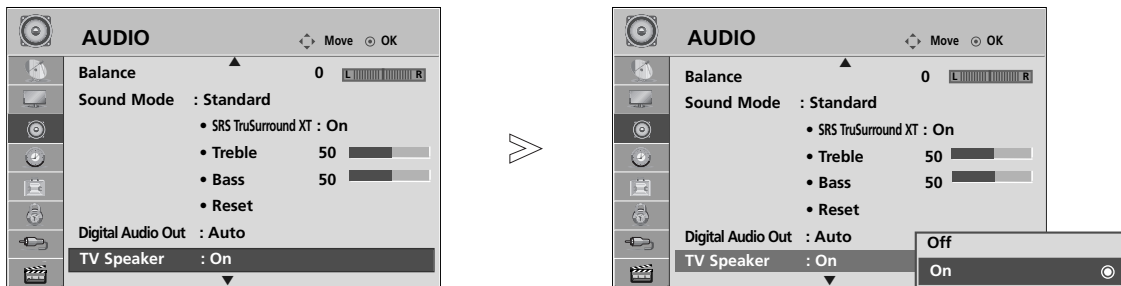 AUDIO Move OK
Balance 0 L R
Sound Mode : Standard
• SRS TruSurround XT : On
• Treble 50
• Bass 50
• Reset
Digital Audio Out : Auto
TV Speaker : On
AUDIO Move OK
Balance 0 L R
Sound Mode : Standard
• SRS TruSurround XT : On
• Treble 50
• Bass 50
• Reset
Digital Audio Out : Auto
TV Speaker : On
Off
On